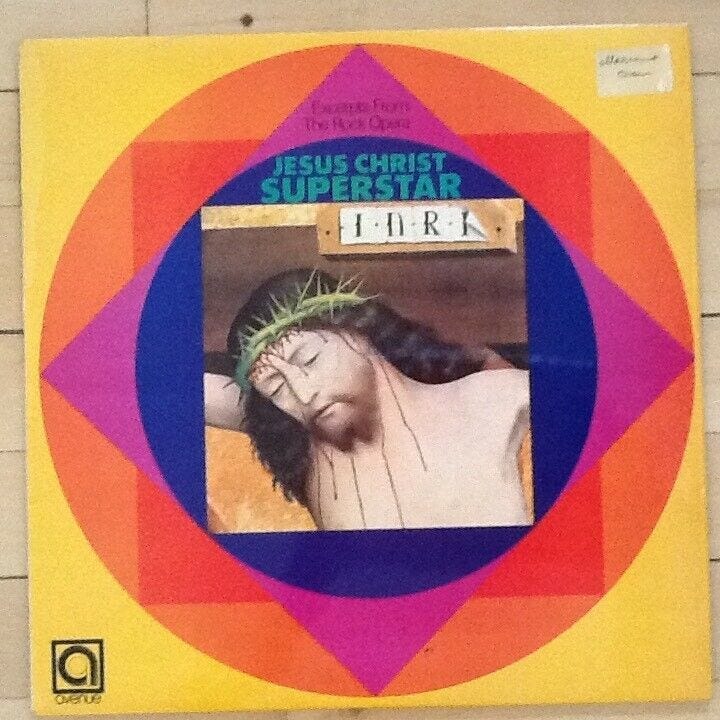 Excerpts From
The Rock Opera
JESUS CHRIST
SUPERSTAR
·I·N·R·I·
a
avenue